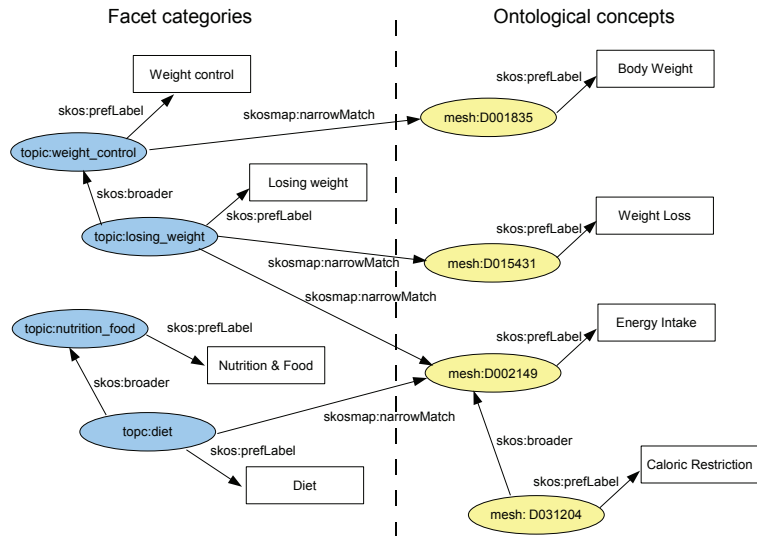 Facet categories
Ontological concepts
Weight control
Body Weight
skos:prefLabel
skos:prefLabel
skosmap:narrowMatch
mesh:D001835
topic:weight_control
Losing weight
skos:broader
skos:prefLabel
Weight Loss
skos:prefLabel
topic:losing_weight
skosmap:narrowMatch
mesh:D015431
skosmap:narrowMatch
Energy Intake
topic:nutrition_food
skos:prefLabel
skos:prefLabel
Nutrition & Food
mesh:D002149
skos:broader
skosmap:narrowMatch
topc:diet
skos:broader
skos:prefLabel
Caloric Restriction
skos:prefLabel
Diet
mesh: D031204